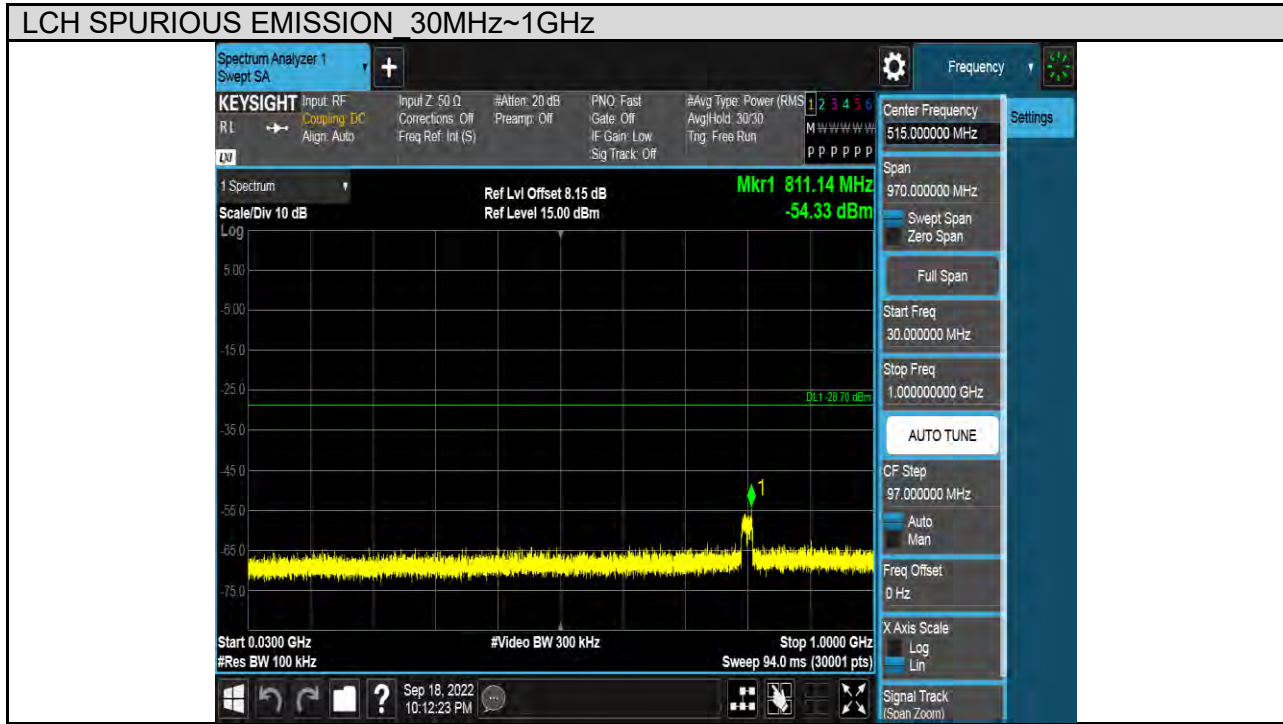 LCH SPURIOUS EMISSION_30MHz~1GHz
Spectrum Analyzer 1
Swept SA
Frequency
KEYSIGHT
RL
LXI
Input: RF
Coupling: DC
Align: Auto
Input Z: 50 Ω
Corrections: Off
Freq Ref: Int (S)
#Atten: 20 dB
Preamp: Off
PNO: Fast
Gate: Off
IF Gain: Low
Sig Track: Off
#Avg Type: Power (RMS
Avg|Hold: 30/30
Trig: Free Run
1 2 3 4 5 6
M W W W W W
P P P P P P
1 Spectrum
Scale/Div 10 dB
Log
Ref Lvl Offset 8.15 dB
Ref Level 15.00 dBm
Mkr1 811.14 MHz
-54.33 dBm
5.00
-5.00
-15.0
-25.0
DL1 -28.70 dBm
-35.0
-45.0
1
-55.0
-65.0
-75.0
Start 0.0300 GHz
#Res BW 100 kHz
#Video BW 300 kHz
Stop 1.0000 GHz
Sweep 94.0 ms (30001 pts)
Center Frequency
515.000000 MHz
Settings
Span
970.000000 MHz
Swept Span
Zero Span
Full Span
Start Freq
30.000000 MHz
Stop Freq
1.000000000 GHz
AUTO TUNE
CF Step
97.000000 MHz
Auto
Man
Freq Offset
0 Hz
X Axis Scale
Log
Lin
Signal Track
(Span Zoom)
?
Sep 18, 2022
10:12:23 PM